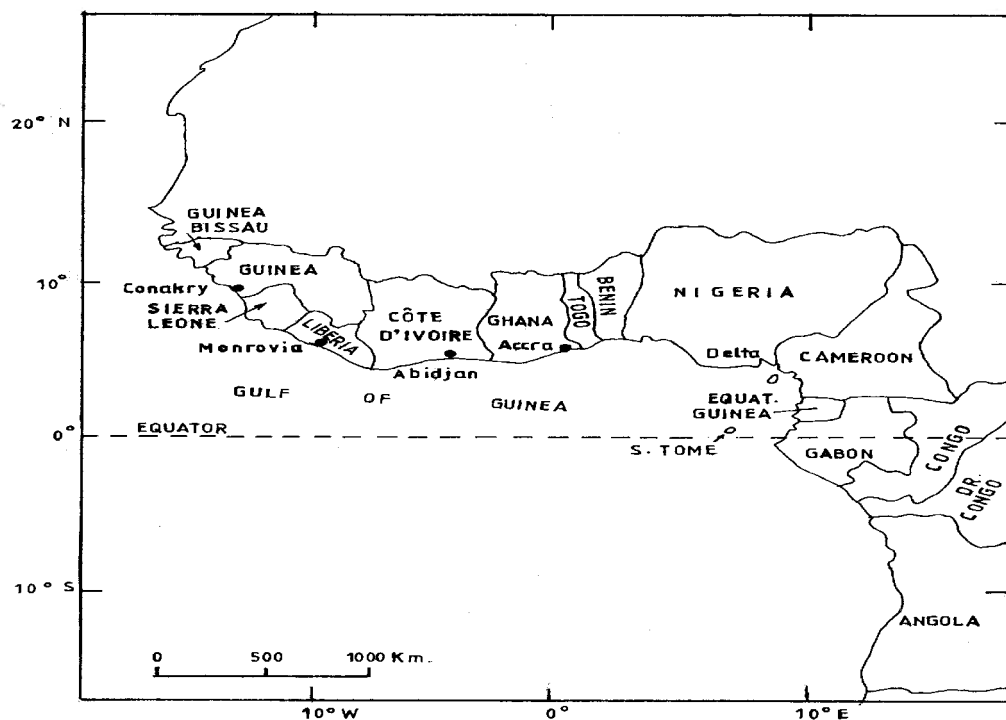 20° N
GUINEA
BISSAU
GUINEA
10°
Conakry
SIERRA
LEONE
LIBERIA
Monrovia
CÔTE
D'IVOIRE
Abidjan
GHANA
Accra
TOGO
BENIN
NIGERIA
Delta
CAMEROON
GULF OF GUINEA
EQUAT.
GUINEA
EQUATOR
0°
S. TOME
GABON
CONGO
DR.
CONGO
10° S
ANGOLA
0 500 1000 Km.
10°W 0° 10°E